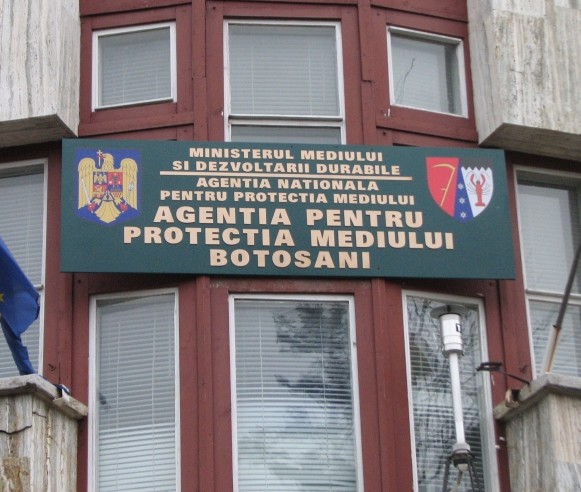 MINISTERUL MEDIULUI
SI DEZVOLTARII DURABILE
AGENTIA NATIONALA
PENTRU PROTECTIA MEDIULUI
AGENTIA PENTRU
PROTECTIA MEDIULUI
BOTOSANI